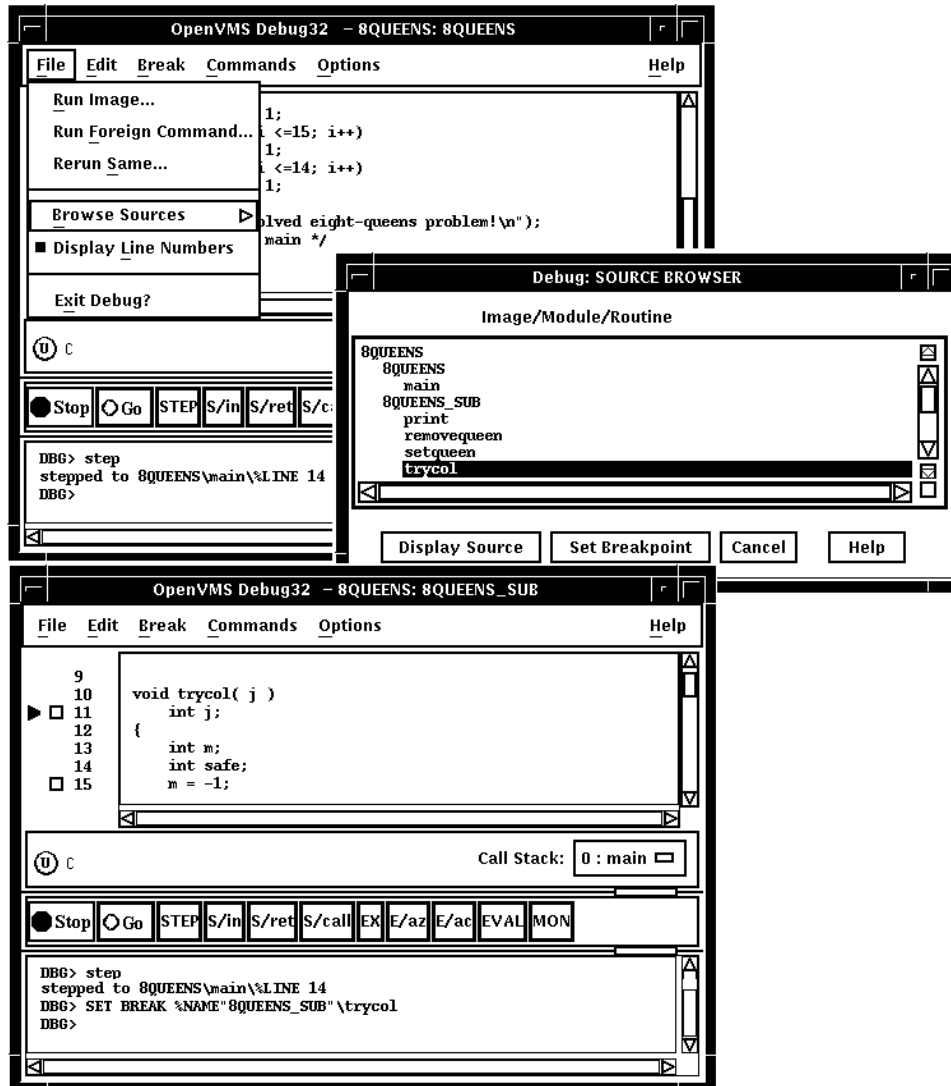 OpenVMS Debug32 – 8QUEENS: 8QUEENS
File Edit Break Commands Options Help
Run Image...
Run Foreign Command...
Rerun Same...
Browse Sources
Display Line Numbers
Exit Debug?
1;
i <=15; i++)
1;
i <=14; i++)
1;
olved eight-queens problem!\n");
main */
U C
Stop Go STEP S/in S/ret S/c
DBG> step
stepped to 8QUEENS\main\%LINE 14
DBG>
Debug: SOURCE BROWSER
Image/Module/Routine
8QUEENS
8QUEENS
main
8QUEENS_SUB
print
removequeen
setqueen
trycol
Display Source Set Breakpoint Cancel Help
OpenVMS Debug32 – 8QUEENS: 8QUEENS_SUB
File Edit Break Commands Options Help
9
10 void trycol( j )
11 int j;
12 {
13 int m;
14 int safe;
15 m = -1;
U C Call Stack: 0 : main
Stop Go STEP S/in S/ret S/call EX E/az E/ac EVAL MON
DBG> step
stepped to 8QUEENS\main\%LINE 14
DBG> SET BREAK %NAME"8QUEENS_SUB"\trycol
DBG>